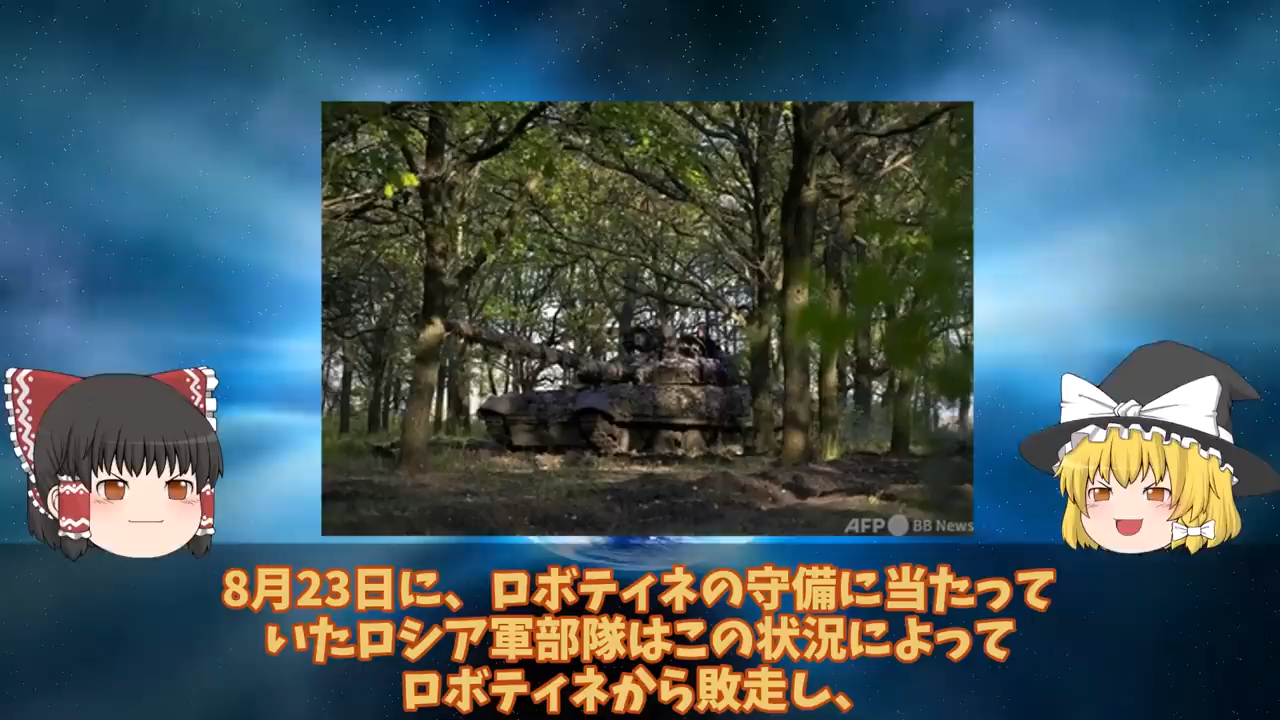 AFP BB News
8月23日に、ロボティネの守備に当たって
いたロシア軍部隊はこの状況によって
ロボティネから敗走し、